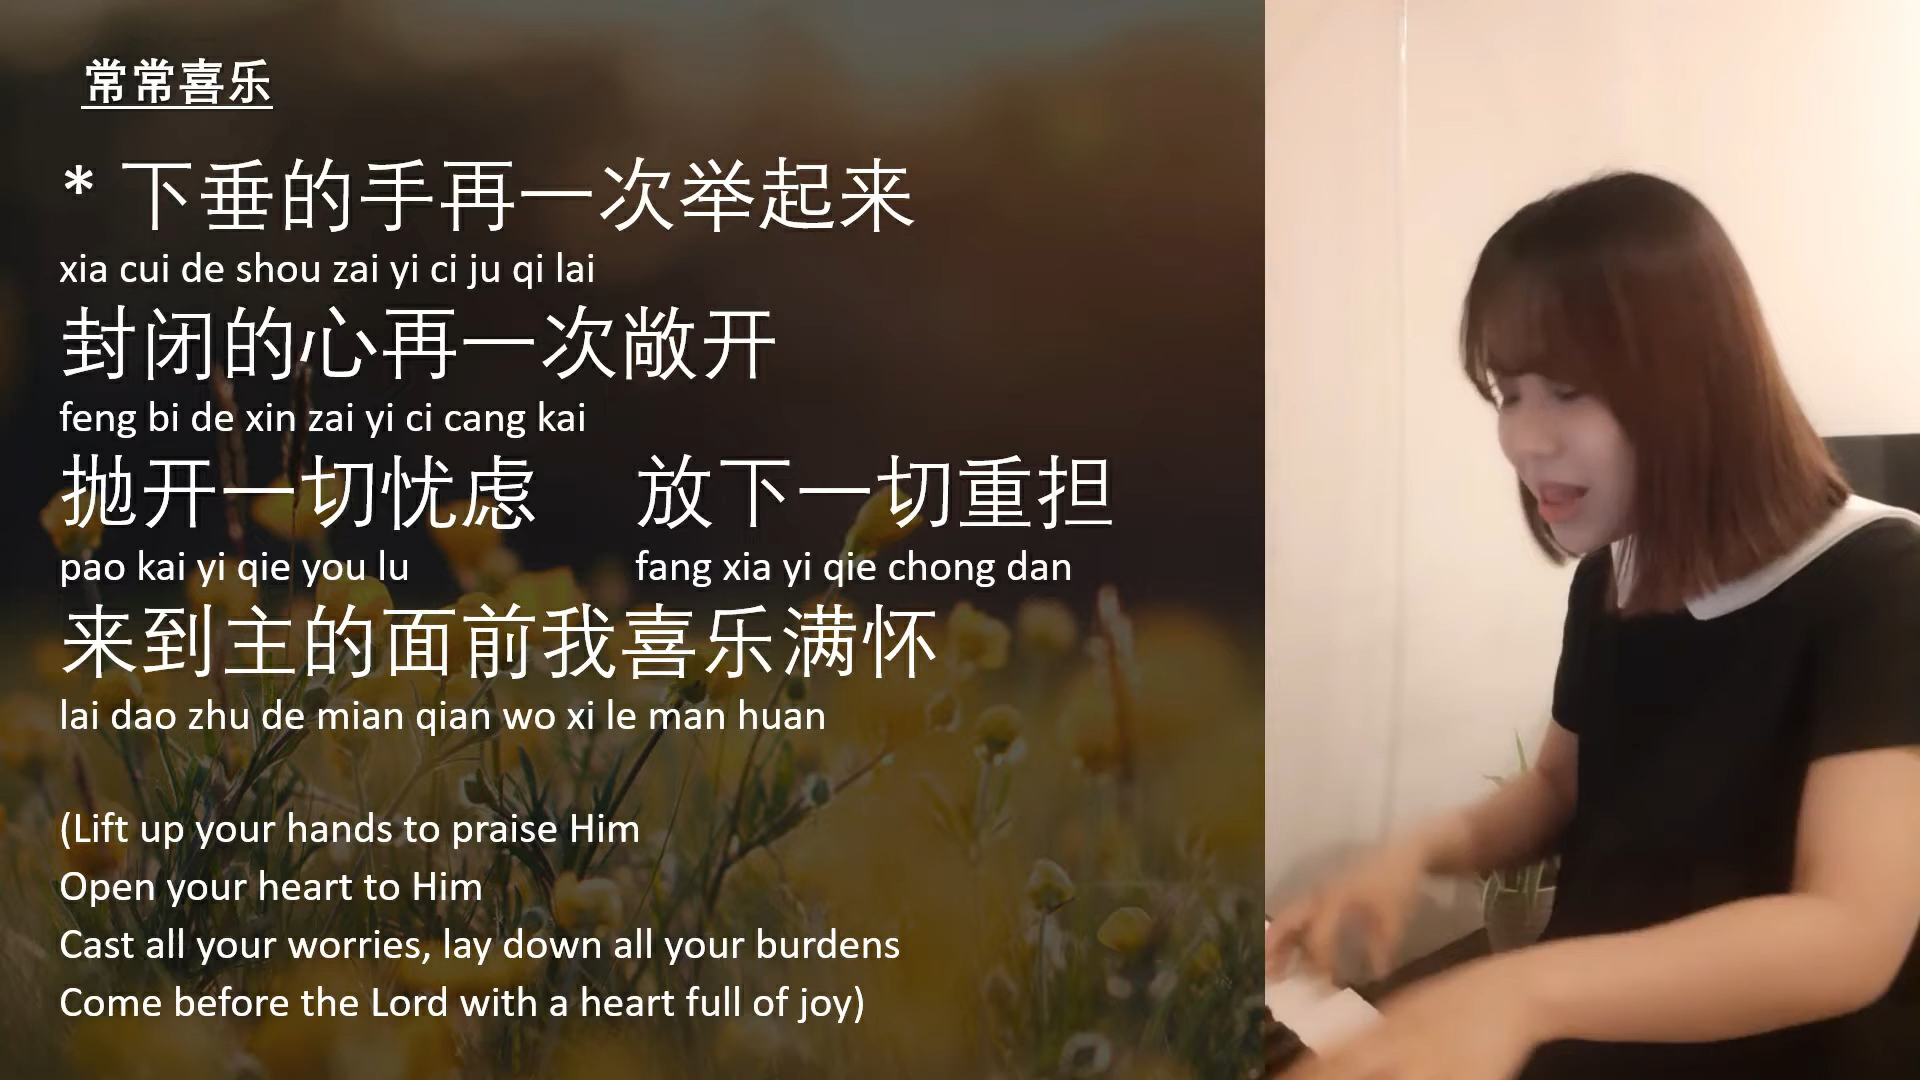 常常喜乐
* 下垂的手再一次举起来
xia cui de shou zai yi ci ju qi lai
封闭的心再一次敞开
feng bi de xin zai yi ci cang kai
抛开一切忧虑 放下一切重担
pao kai yi qie you lu fang xia yi qie chong dan
来到主的面前我喜乐满怀
lai dao zhu de mian qian wo xi le man huan
(Lift up your hands to praise Him
Open your heart to Him
Cast all your worries, lay down all your burdens
Come before the Lord with a heart full of joy)